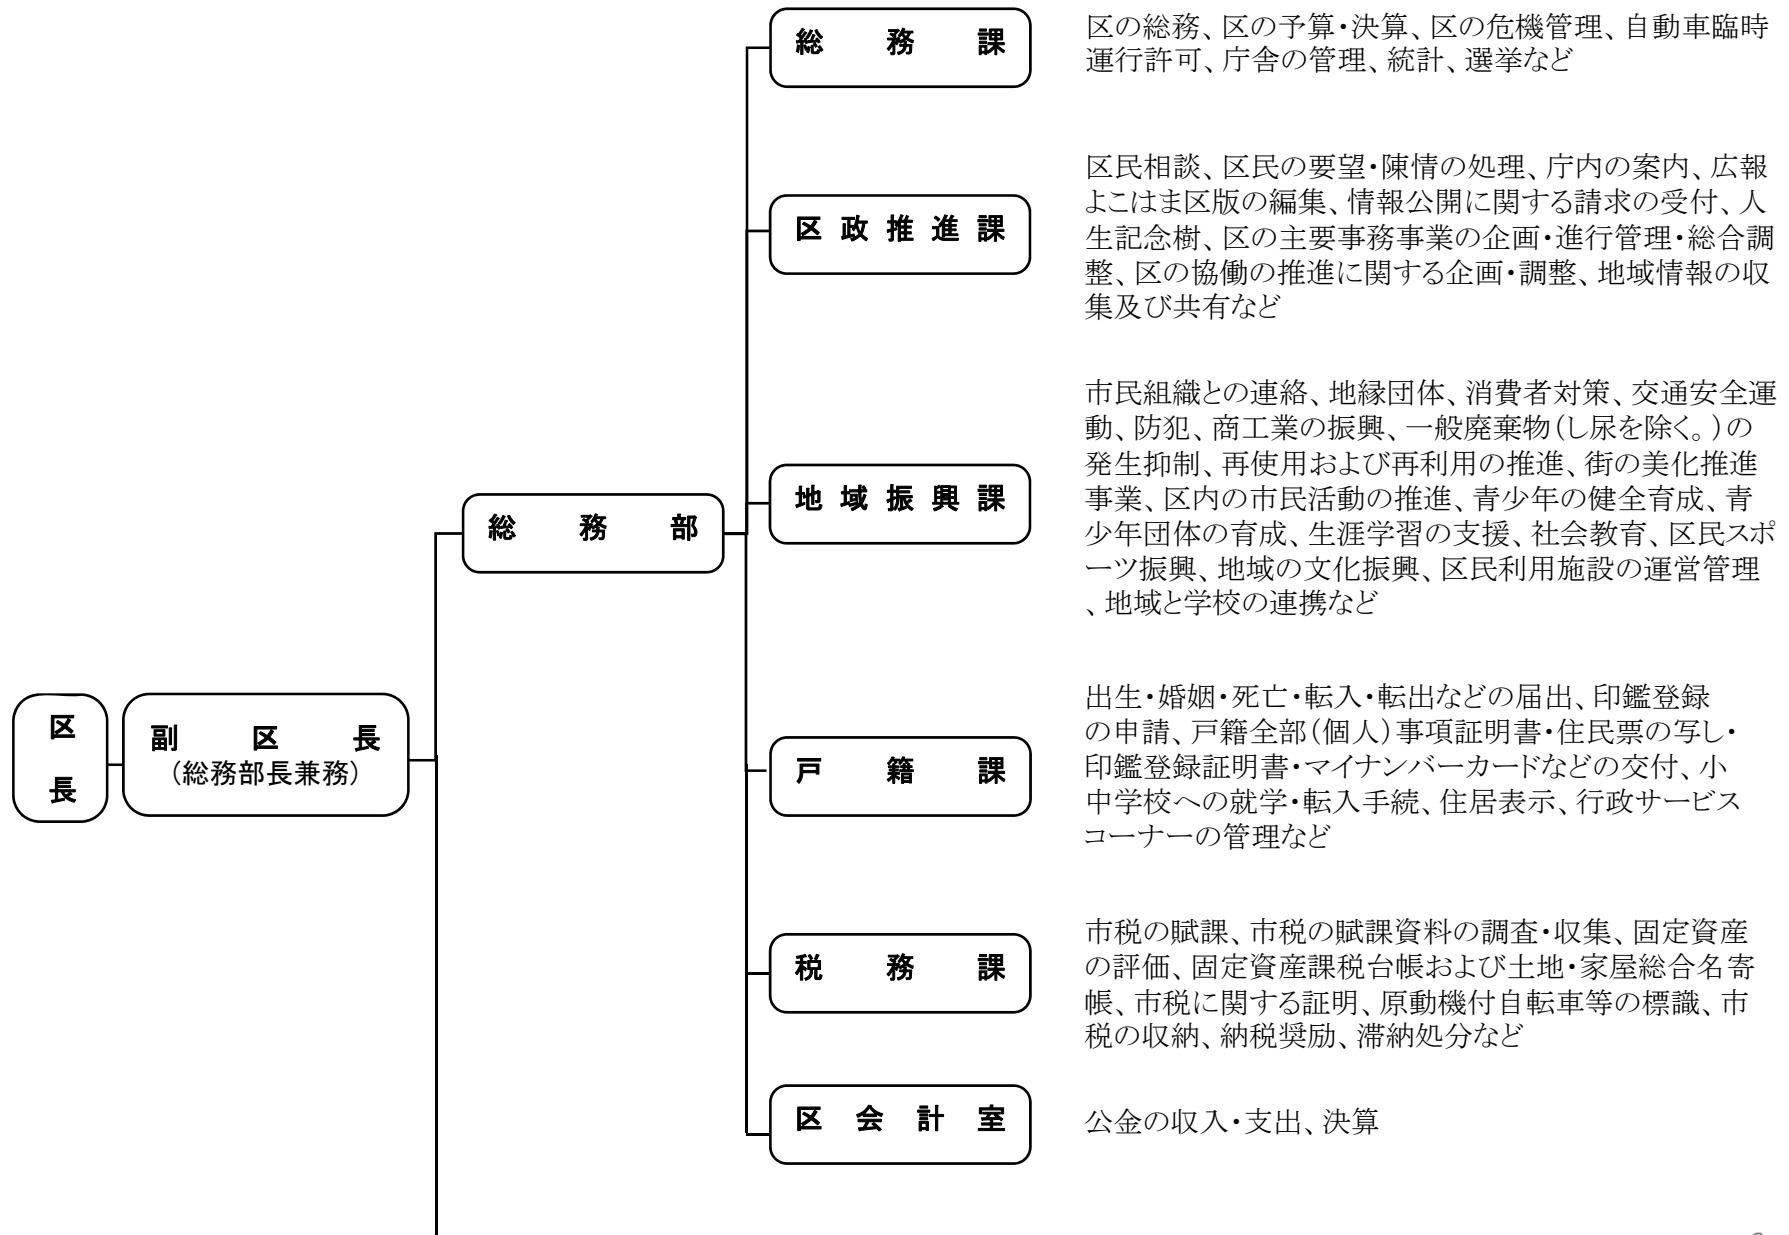 総務課
区の総務、区の予算・決算、区の危機管理、自動車臨時
運行許可、庁舎の管理、統計、選挙など
区政推進課
区民相談、区民の要望・陳情の処理、庁内の案内、広報
よこはま区版の編集、情報公開に関する請求の受付、人
生記念樹、区の主要事務事業の企画・進行管理・総合調
整、区の協働の推進に関する企画・調整、地域情報の収
集及び共有など
地域振興課
市民組織との連絡、地縁団体、消費者対策、交通安全運
動、防犯、商工業の振興、一般廃棄物(し尿を除く。)の
発生抑制、再使用および再利用の推進、街の美化推進
事業、区内の市民活動の推進、青少年の健全育成、青
少年団体の育成、生涯学習の支援、社会教育、区民スポ
ーツ振興、地域の文化振興、区民利用施設の運営管理
、地域と学校の連携など
総務部
区長
副区長
(総務部長兼務)
戸籍課
出生・婚姻・死亡・転入・転出などの届出、印鑑登録
の申請、戸籍全部(個人)事項証明書・住民票の写し・
印鑑登録証明書・マイナンバーカードなどの交付、小
中学校への就学・転入手続、住居表示、行政サービス
コーナーの管理など
税務課
市税の賦課、市税の賦課資料の調査・収集、固定資産
の評価、固定資産課税台帳および土地・家屋総合名寄
帳、市税に関する証明、原動機付自転車等の標識、市
税の収納、納税奨励、滞納処分など
区会計室
公金の収入・支出、決算